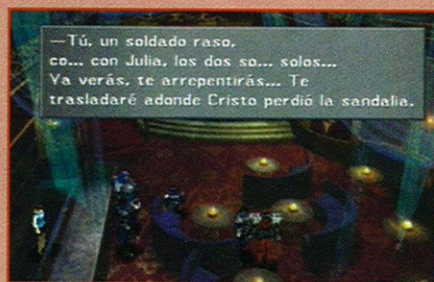 —Tú, un soldado raso,
co... con Julia, los dos so... solos...
Ya verás, te arrepentirás... Te
trasladaré adonde Cristo perdió la sandalia.